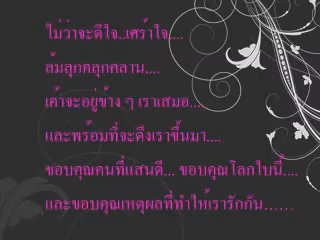 ไม่ว่าจะดีใจ..เศร้าใจ....
ล้มลุกคลุกคลาน....
เค้าจะอยู่ข้าง ๆ เราเสมอ....
และพร้อมที่จะดึงเราขึ้นมา....
ขอบคุณคนที่แสนดี... ขอบคุณโลกใบนี้....
และขอบคุณเหตุผลที่ทำให้เรารักกัน......